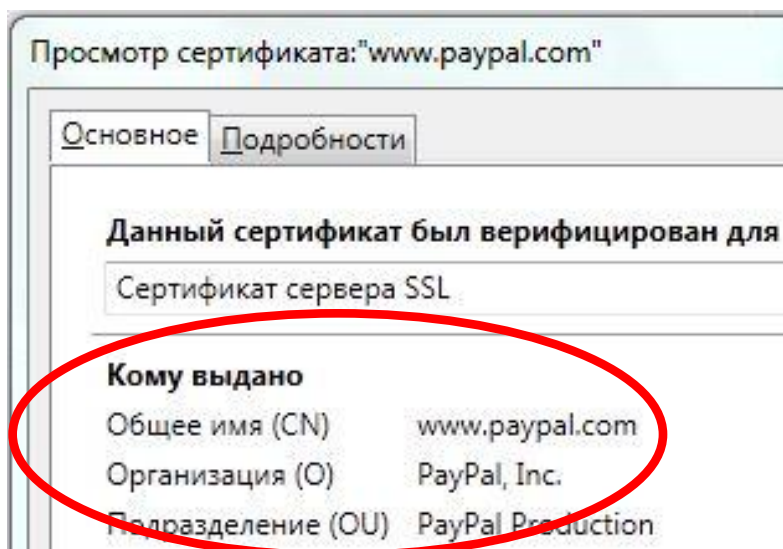 Просмотр сертификата:"www.paypal.com"
Основное Подробности
Данный сертификат был верифицирован для
Сертификат сервера SSL
Кому выдано
Общее имя (CN) www.paypal.com
Организация (O) PayPal, Inc.
Подразделение (OU) PayPal Production